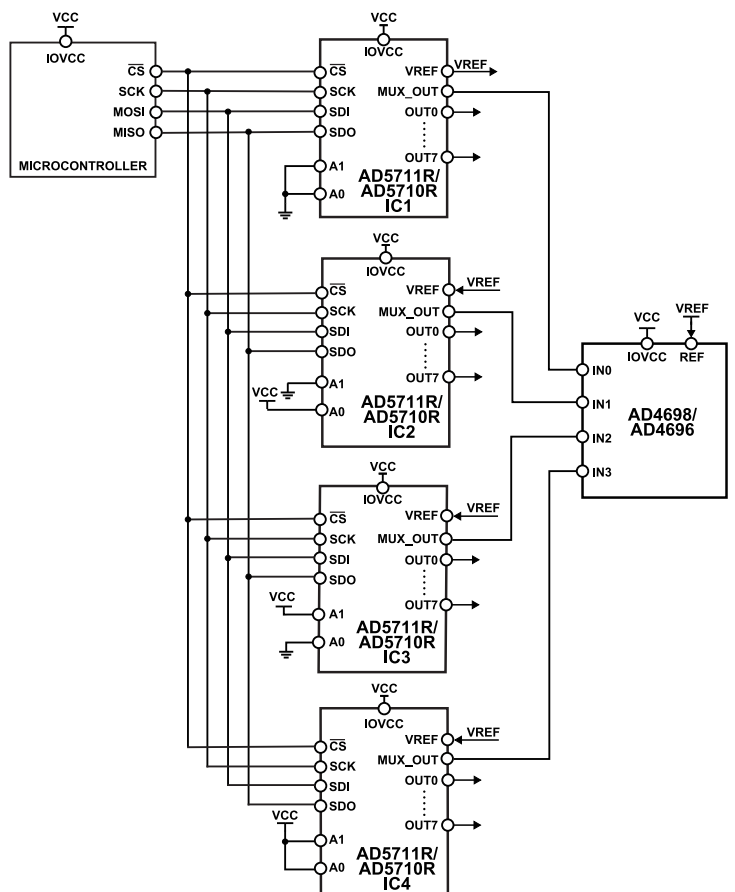 VCC
IOVCC
CS
SCK
MOSI
MISO
MICROCONTROLLER
VCC
IOVCC
CS
SCK
SDI
SDO
A1
A0
VREF
VREF
MUX_OUT
OUT0
OUT7
AD5711R/
AD5710R
IC1
VCC
IOVCC
CS
SCK
SDI
SDO
A1
VCC
A0
VREF
VREF
MUX_OUT
OUT0
OUT7
AD5711R/
AD5710R
IC2
VCC
IOVCC
CS
SCK
SDI
SDO
VCC
A1
A0
VREF
VREF
MUX_OUT
OUT0
OUT7
AD5711R/
AD5710R
IC3
VCC
IOVCC
CS
SCK
SDI
SDO
VCC
A1
A0
VREF
VREF
MUX_OUT
OUT0
OUT7
AD5711R/
AD5710R
IC4
VCC
VREF
IOVCC
REF
IN0
IN1
IN2
IN3
AD4698/
AD4696